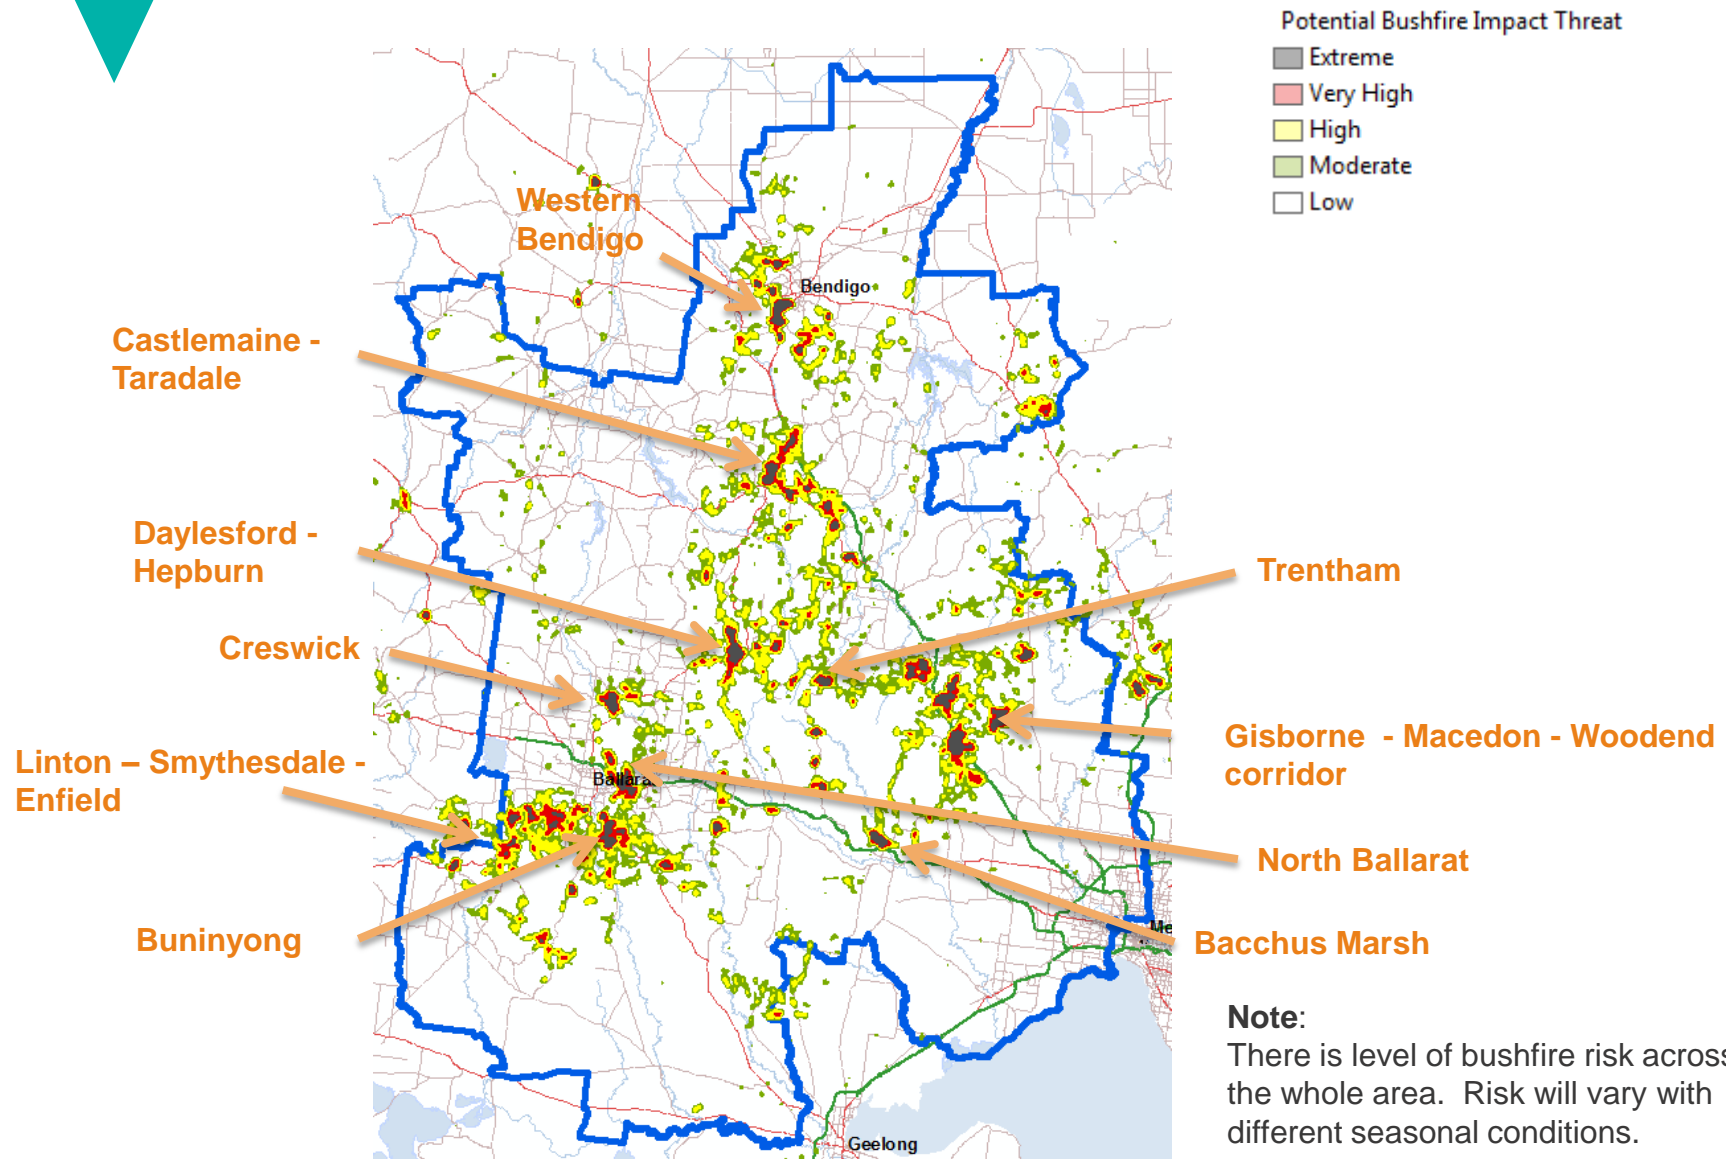 Potential Bushfire Impact Threat
Extreme
Very High
High
Moderate
Low
Western
Bendigo
Bendigo
Castlemaine -
Taradale
Daylesford -
Hepburn
Trentham
Creswick
Gisborne - Macedon - Woodend
corridor
Linton – Smythesdale -
Enfield
Ballara
North Ballarat
Buninyong
Me
Bacchus Marsh
Note:
There is level of bushfire risk across
the whole area. Risk will vary with
different seasonal conditions.
Geelong